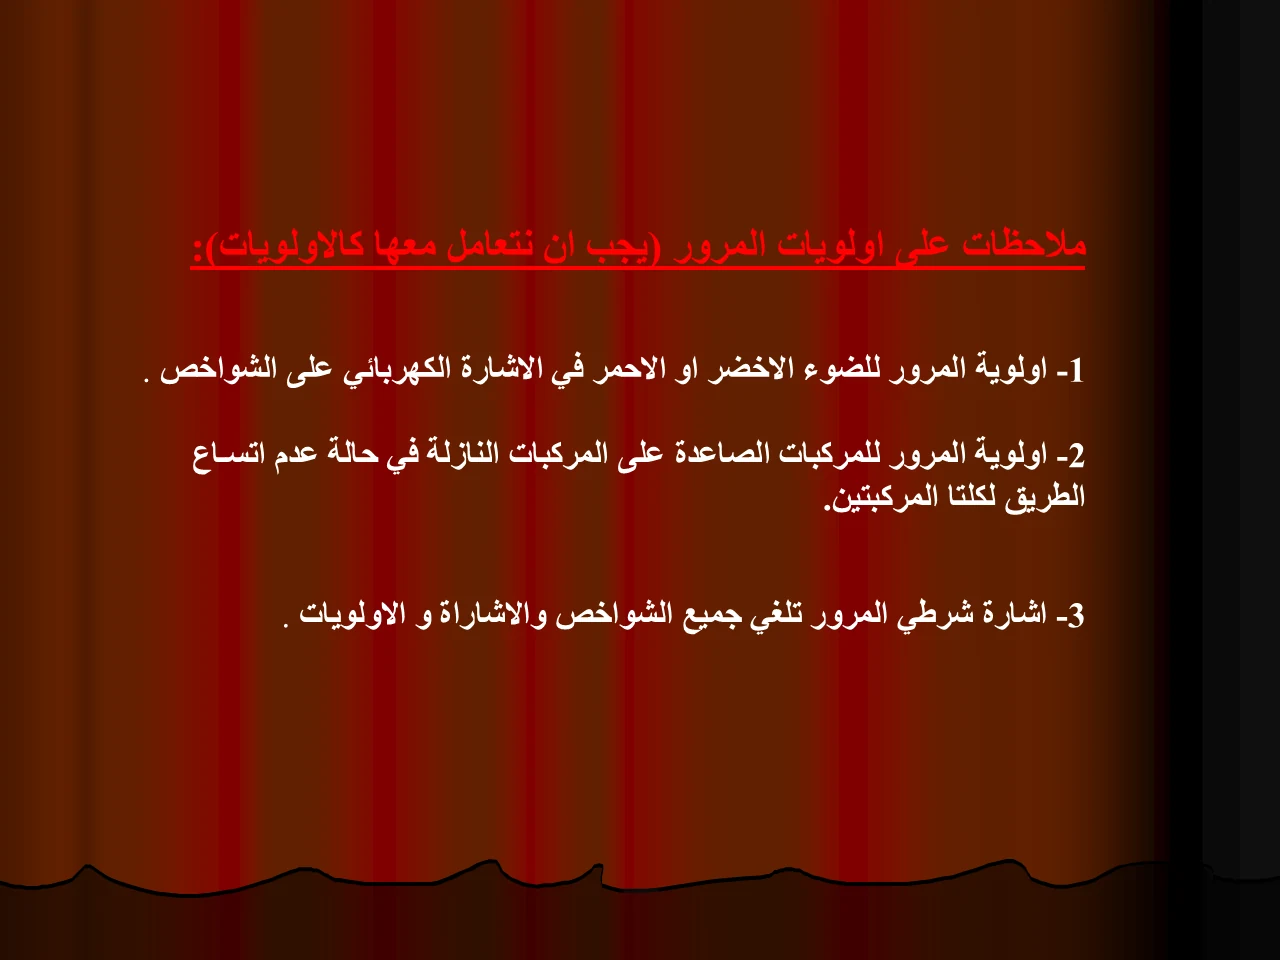 ملاحظات على اولويات المرور (يجب ان نتعامل معها كالاولويات):
1- اولوية المرور للضوء الاخضر او الاحمر في الاشارة الكهربائي على الشواخص .
2- اولوية المرور للمركبات الصاعدة على المركبات النازلة في حالة عدم اتساع
الطريق لكلتا المركبتين.
3- اشارة شرطي المرور تلغي جميع الشواخص والاشاراة و الاولويات .